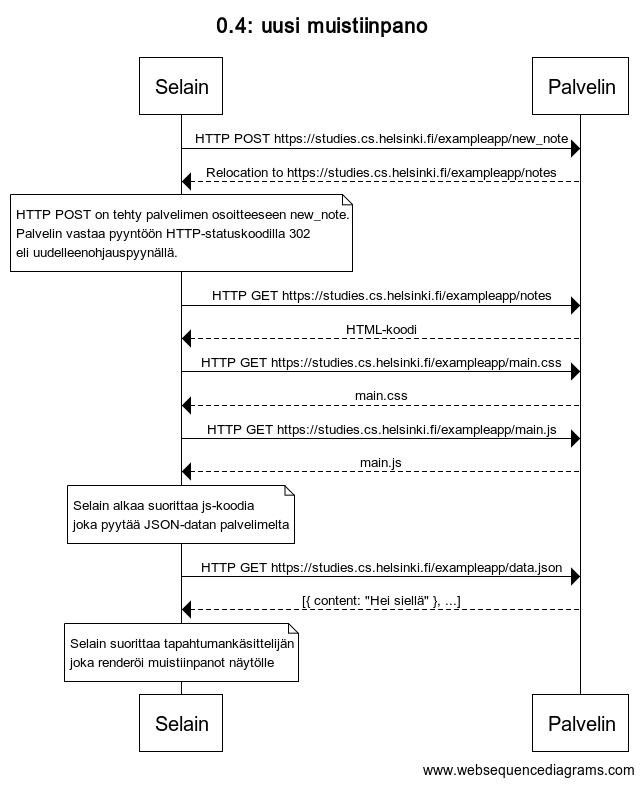 0.4: uusi muistiinpano
Selain
Palvelin
HTTP POST https://studies.cs.helsinki.fi/exampleapp/new_note
Relocation to https://studies.cs.helsinki.fi/exampleapp/notes
HTTP POST on tehty palvelimen osoitteeseen new_note.
Palvelin vastaa pyyntöön HTTP-statuskoodilla 302
eli uudelleenohjauspyynällä.
HTTP GET https://studies.cs.helsinki.fi/exampleapp/notes
HTML-koodi
HTTP GET https://studies.cs.helsinki.fi/exampleapp/main.css
main.css
HTTP GET https://studies.cs.helsinki.fi/exampleapp/main.js
main.js
Selain alkaa suorittaa js-koodia
joka pyytää JSON-datan palvelimelta
HTTP GET https://studies.cs.helsinki.fi/exampleapp/data.json
[{ content: "Hei siellä" }, ...]
Selain suorittaa tapahtumankäsittelijän
joka renderöi muistiinpanot näytölle
Selain
Palvelin
www.websequencediagrams.com